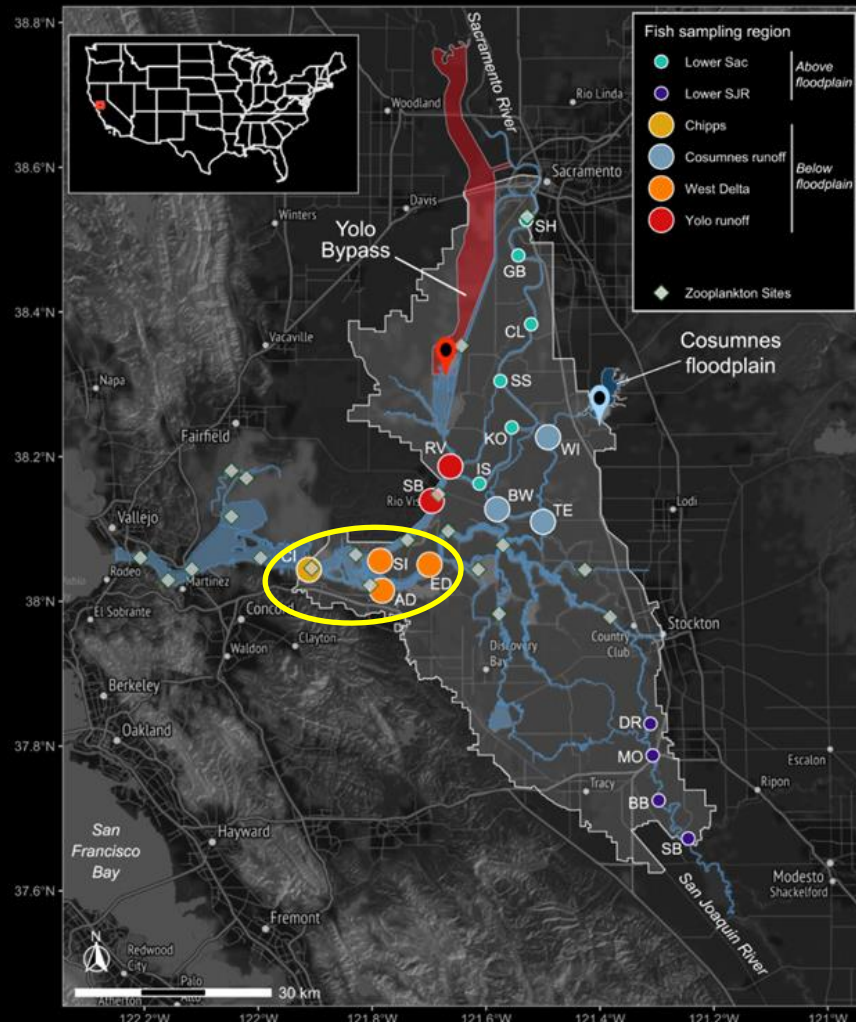 38.8°N
38.6°N
38.4°N
38.2°N
38°N
37.8°N
37.6°N
Fish sampling region
Lower Sac
Lower SJR
Above
floodplain
Chipps
Cosumnes runoff
West Delta
Yolo runoff
Below
floodplain
Zooplankton Sites
Sacramento River
Woodland
Rio Linda
Sacramento
Davis
Winters
Yolo
Bypass
SH
GB
CL
Vacaville
Cosumnes
floodplain
SS
Napa
Fairfield
KO
WI
RV
IS
SB
Rio Vis
BW
TE
Lodi
Vallejo
CI
SI
ED
AD
Rodeo
Martinez
El Sobrante
Concord
Clayton
Waldon
Discovery
Bay
Country
Club
Stockton
Berkeley
Oakland
DR
MO
Escalon
Tracy
Ripon
BB
San
Francisco
Bay
Hayward
SB
Modesto
Shackelford
San Joaquin River
Fremont
N
Redwood
City
Palo
Alto
Atherton
30 km
122.2°W
122°W
121.8°W
121.6°W
121.4°W
121.2°W